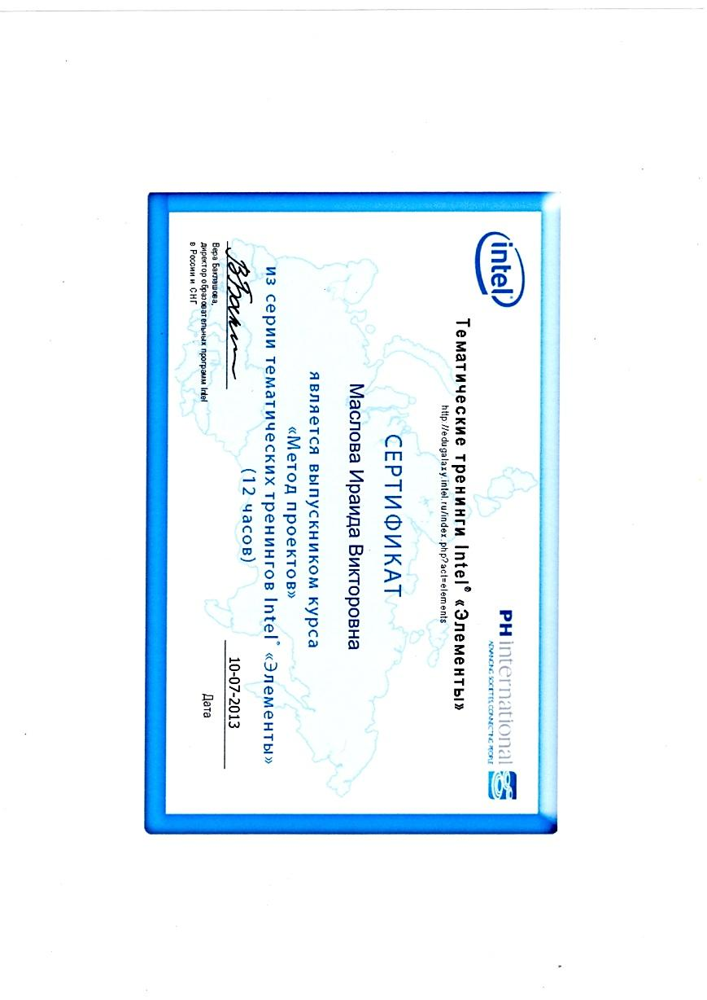 intel®
PH international
ADVANCING SOCIETIES, CONNECTING PEOPLE
Тематические тренинги Intel® «Элементы»
http://edugalaxy.intel.ru/index.php?act=elements
СЕРТИФИКАТ
Маслова Ираида Викторовна
является выпускником курса
«Метод проектов»
из серии тематических тренингов Intel® «Элементы»
(12 часов)
10-07-2013
Вера Баклашова,
директор образовательных программ Intel
в России и СНГ
Дата